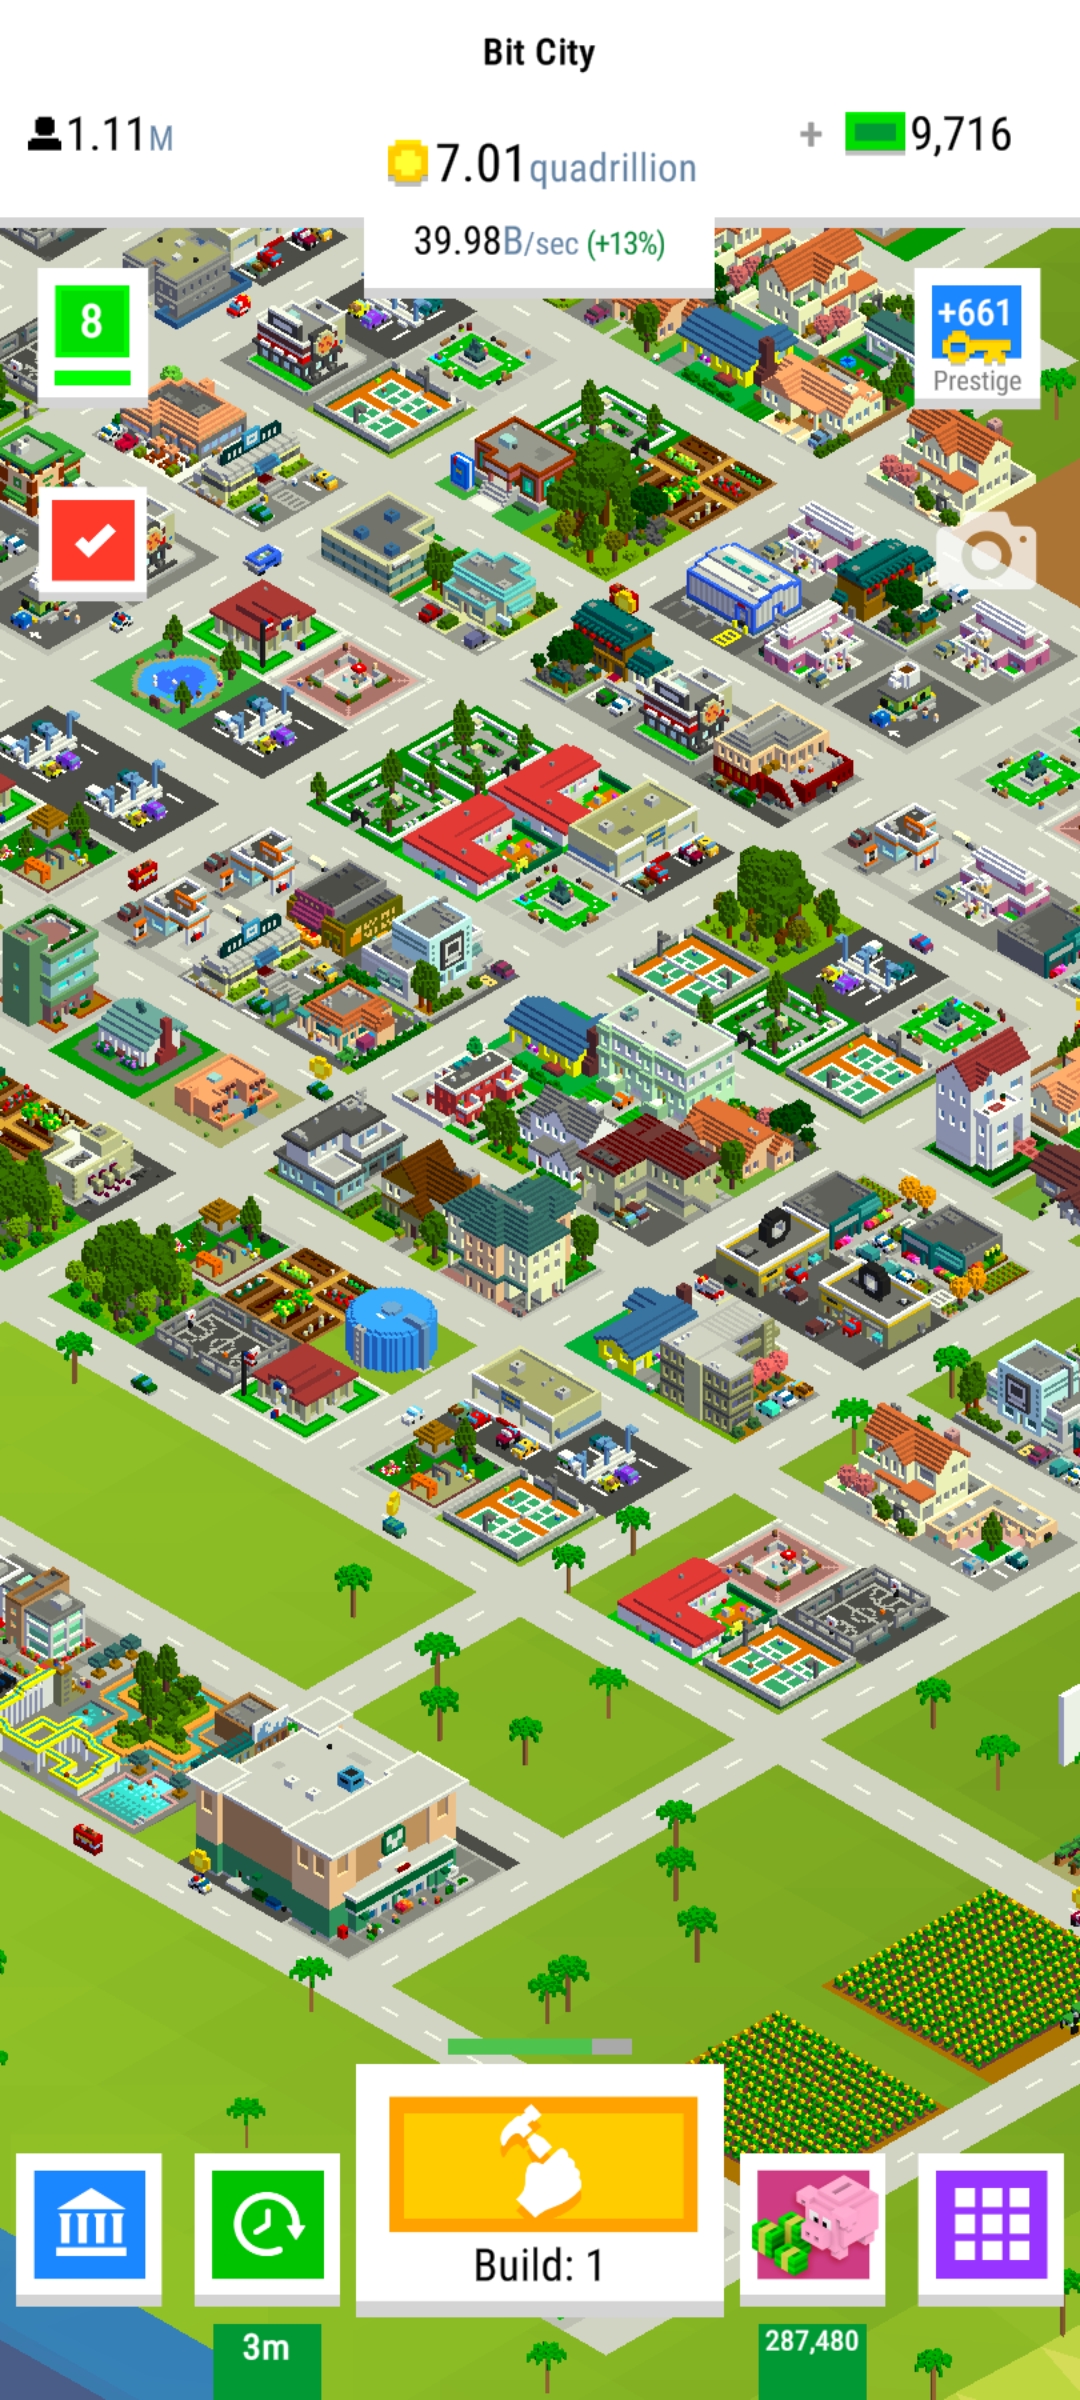 Bit City
1.11M
7.01quadrillion
+ 9,716
39.98B/sec (+13%)
8
+661
Prestige
Build: 1
3m
287,480